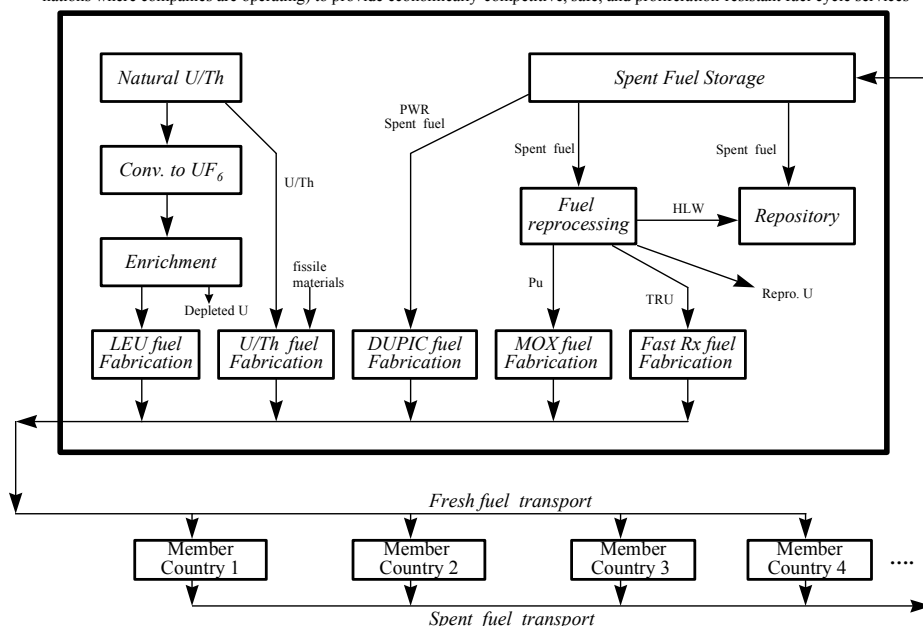 nations where companies are operating) to provide economically-competitive, safe, and proliferation-resistant fuel cycle services
Natural U/Th
Spent Fuel Storage
PWR
Spent fuel
Conv. to UF6
U/Th
Spent fuel
Spent fuel
Fuel
reprocessing
HLW
Repository
Enrichment
fissile
materials
Depleted U
Pu
TRU
Repro. U
LEU fuel
Fabrication
U/Th fuel
Fabrication
DUPIC fuel
Fabrication
MOX fuel
Fabrication
Fast Rx fuel
Fabrication
Fresh fuel transport
Member
Country 1
Member
Country 2
Member
Country 3
Member
Country 4
....
Spent fuel transport